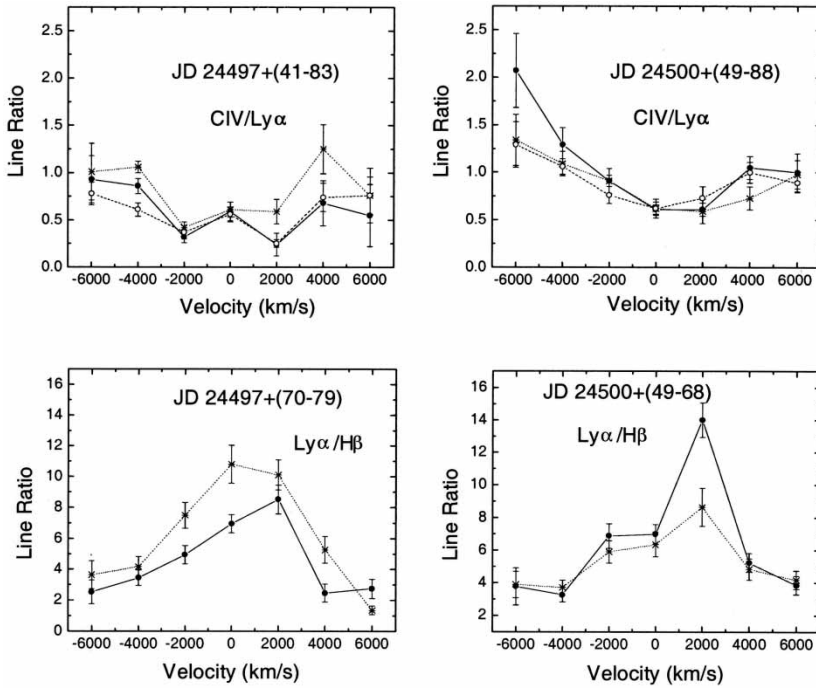 2.5
2.0
1.5
1.0
0.5
0.0
Line Ratio
JD 24497+(41-83)
CIV/Lyα
-6000 -4000 -2000 0 2000 4000 6000
Velocity (km/s)
2.5
2.0
1.5
1.0
0.5
0.0
Line Ratio
JD 24500+(49-88)
CIV/Lyα
-6000 -4000 -2000 0 2000 4000 6000
Velocity (km/s)
16
14
12
10
8
6
4
2
0
Line Ratio
JD 24497+(70-79)
Lyα/Hβ
-6000 -4000 -2000 0 2000 4000 6000
Velocity (km/s)
16
14
12
10
8
6
4
2
Line Ratio
JD 24500+(49-68)
Lyα/Hβ
-6000 -4000 -2000 0 2000 4000 6000
Velocity (km/s)